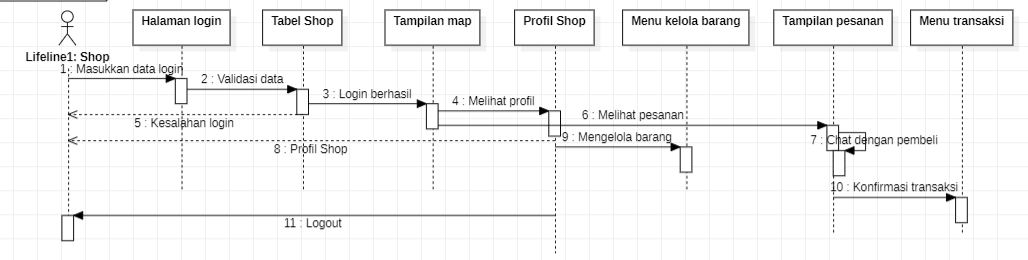 Halaman login
Tabel Shop
Tampilan map
Profil Shop
Menu kelola barang
Tampilan pesanan
Menu transaksi
Lifeline1: Shop
1 : Masukkan data login
2 : Validasi data
3 : Login berhasil
4 : Melihat profil
5 : Kesalahan login
6 : Melihat pesanan
7 : Chat dengan pembeli
8 : Profil Shop
9 : Mengelola barang
10 : Konfirmasi transaksi
11 : Logout